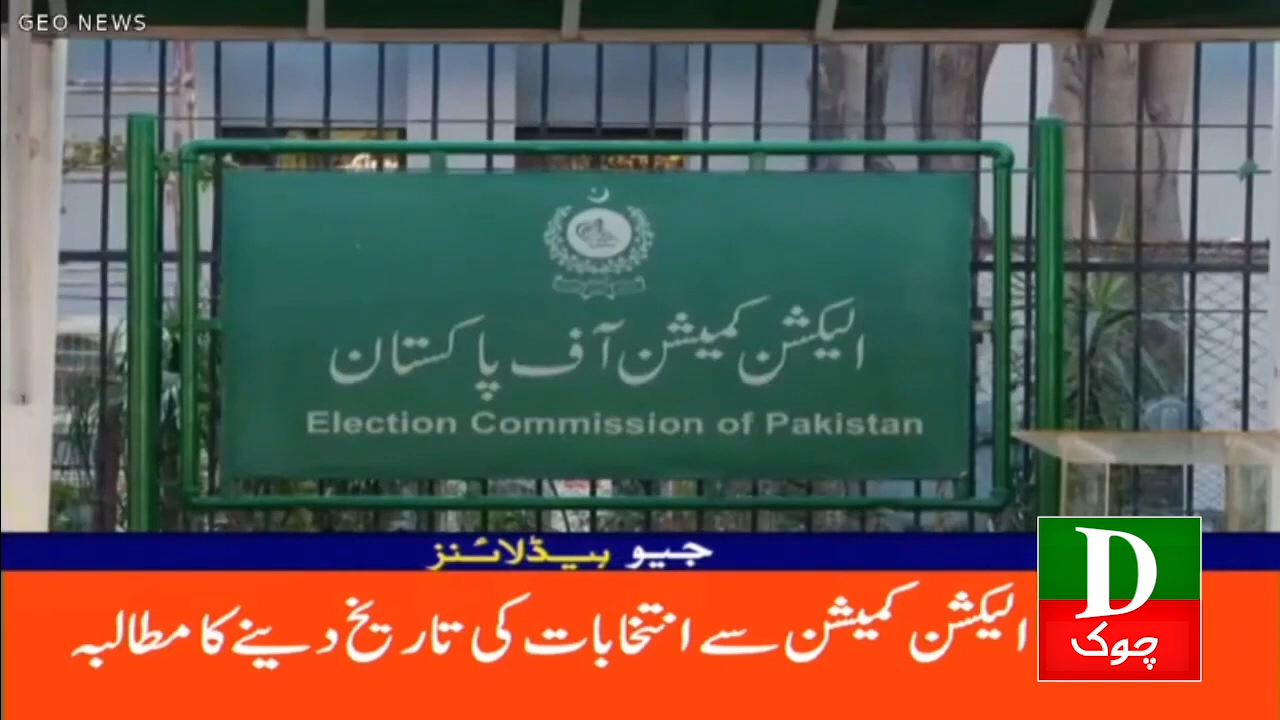 GEO NEWS
الیکشن کمیشن آف پاکستان
Election Commission of Pakistan
جیو ہیڈلائنز
الیکشن کمیشن سے انتخابات کی تاریخ دینے کا مطالبہ
D
چوک